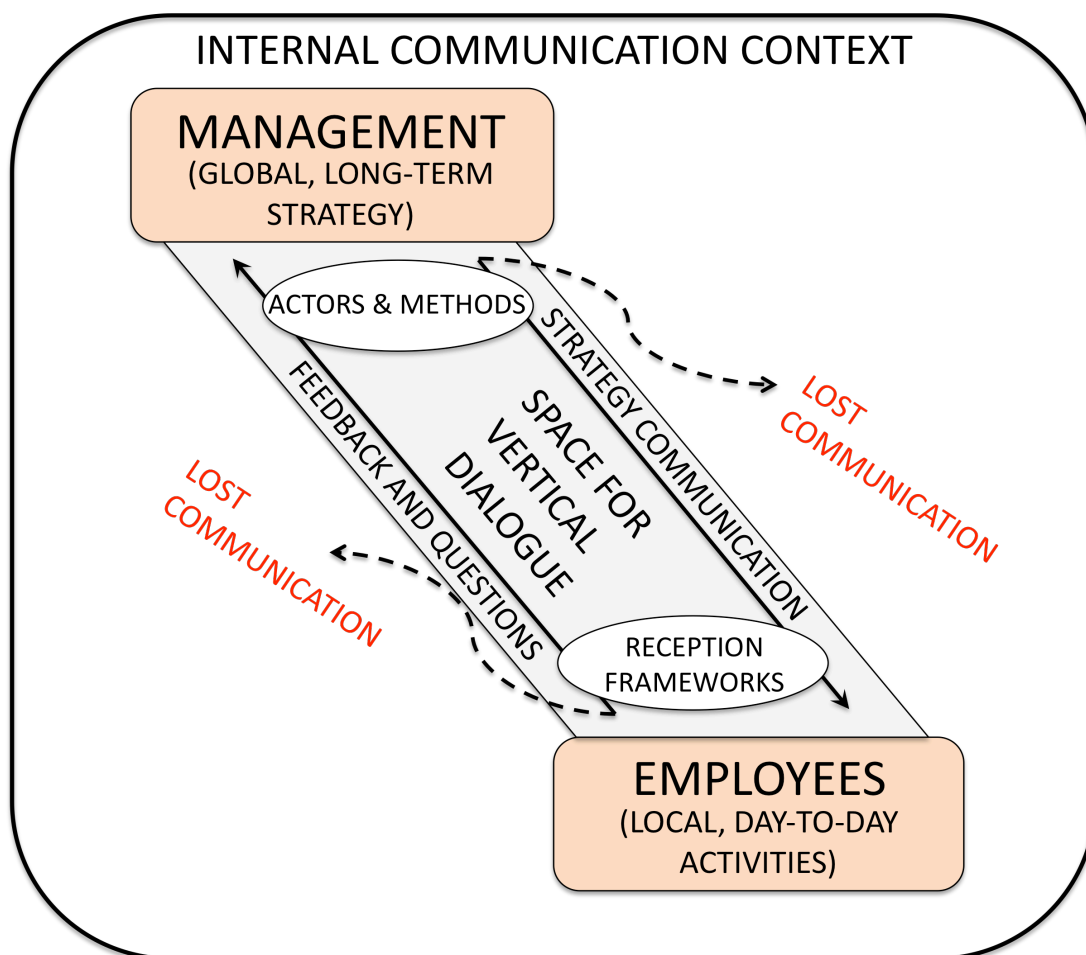 INTERNAL COMMUNICATION CONTEXT
MANAGEMENT
(GLOBAL, LONG-TERM
STRATEGY)
ACTORS & METHODS
STRATEGY COMMUNICATION
LOST
COMMUNICATION
SPACE FOR
VERTICAL
DIALOGUE
FEEDBACK AND QUESTIONS
LOST
COMMUNICATION
RECEPTION
FRAMEWORKS
EMPLOYEES
(LOCAL, DAY-TO-DAY
ACTIVITIES)